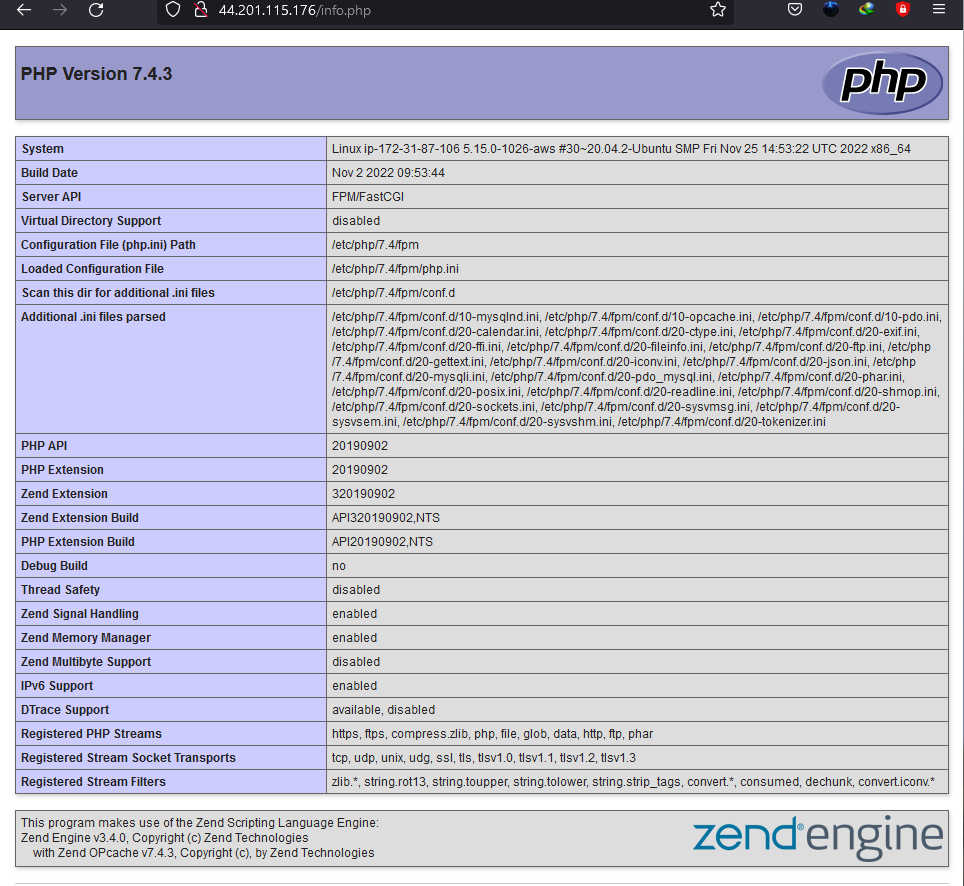 44.201.115.176/info.php
PHP Version 7.4.3
php
System Linux ip-172-31-87-106 5.15.0-1026-aws #30~20.04.2-Ubuntu SMP Fri Nov 25 14:53:22 UTC 2022 x86_64
Build Date Nov 2 2022 09:53:44
Server API FPM/FastCGI
Virtual Directory Support disabled
Configuration File (php.ini) Path /etc/php/7.4/fpm
Loaded Configuration File /etc/php/7.4/fpm/php.ini
Scan this dir for additional .ini files /etc/php/7.4/fpm/conf.d
Additional .ini files parsed /etc/php/7.4/fpm/conf.d/10-mysqlnd.ini, /etc/php/7.4/fpm/conf.d/10-opcache.ini, /etc/php/7.4/fpm/conf.d/10-pdo.ini,
/etc/php/7.4/fpm/conf.d/20-calendar.ini, /etc/php/7.4/fpm/conf.d/20-ctype.ini, /etc/php/7.4/fpm/conf.d/20-exif.ini,
/etc/php/7.4/fpm/conf.d/20-ffi.ini, /etc/php/7.4/fpm/conf.d/20-fileinfo.ini, /etc/php/7.4/fpm/conf.d/20-ftp.ini, /etc/php
/7.4/fpm/conf.d/20-gettext.ini, /etc/php/7.4/fpm/conf.d/20-iconv.ini, /etc/php/7.4/fpm/conf.d/20-json.ini, /etc/php
/7.4/fpm/conf.d/20-mysqli.ini, /etc/php/7.4/fpm/conf.d/20-pdo_mysql.ini, /etc/php/7.4/fpm/conf.d/20-phar.ini,
/etc/php/7.4/fpm/conf.d/20-posix.ini, /etc/php/7.4/fpm/conf.d/20-readline.ini, /etc/php/7.4/fpm/conf.d/20-shmop.ini,
/etc/php/7.4/fpm/conf.d/20-sockets.ini, /etc/php/7.4/fpm/conf.d/20-sysvmsg.ini, /etc/php/7.4/fpm/conf.d/20-
sysvsem.ini, /etc/php/7.4/fpm/conf.d/20-sysvshm.ini, /etc/php/7.4/fpm/conf.d/20-tokenizer.ini
PHP API 20190902
PHP Extension 20190902
Zend Extension 320190902
Zend Extension Build API320190902,NTS
PHP Extension Build API20190902,NTS
Debug Build no
Thread Safety disabled
Zend Signal Handling enabled
Zend Memory Manager enabled
Zend Multibyte Support disabled
IPv6 Support enabled
DTrace Support available, disabled
Registered PHP Streams https, ftps, compress.zlib, php, file, glob, data, http, ftp, phar
Registered Stream Socket Transports tcp, udp, unix, udg, ssl, tls, tlsv1.0, tlsv1.1, tlsv1.2, tlsv1.3
Registered Stream Filters zlib.*, string.rot13, string.toupper, string.tolower, string.strip_tags, convert.*, consumed, dechunk, convert.iconv.*
This program makes use of the Zend Scripting Language Engine:
Zend Engine v3.4.0, Copyright (c) Zend Technologies
with Zend OPcache v7.4.3, Copyright (c), by Zend Technologies
zend® engine